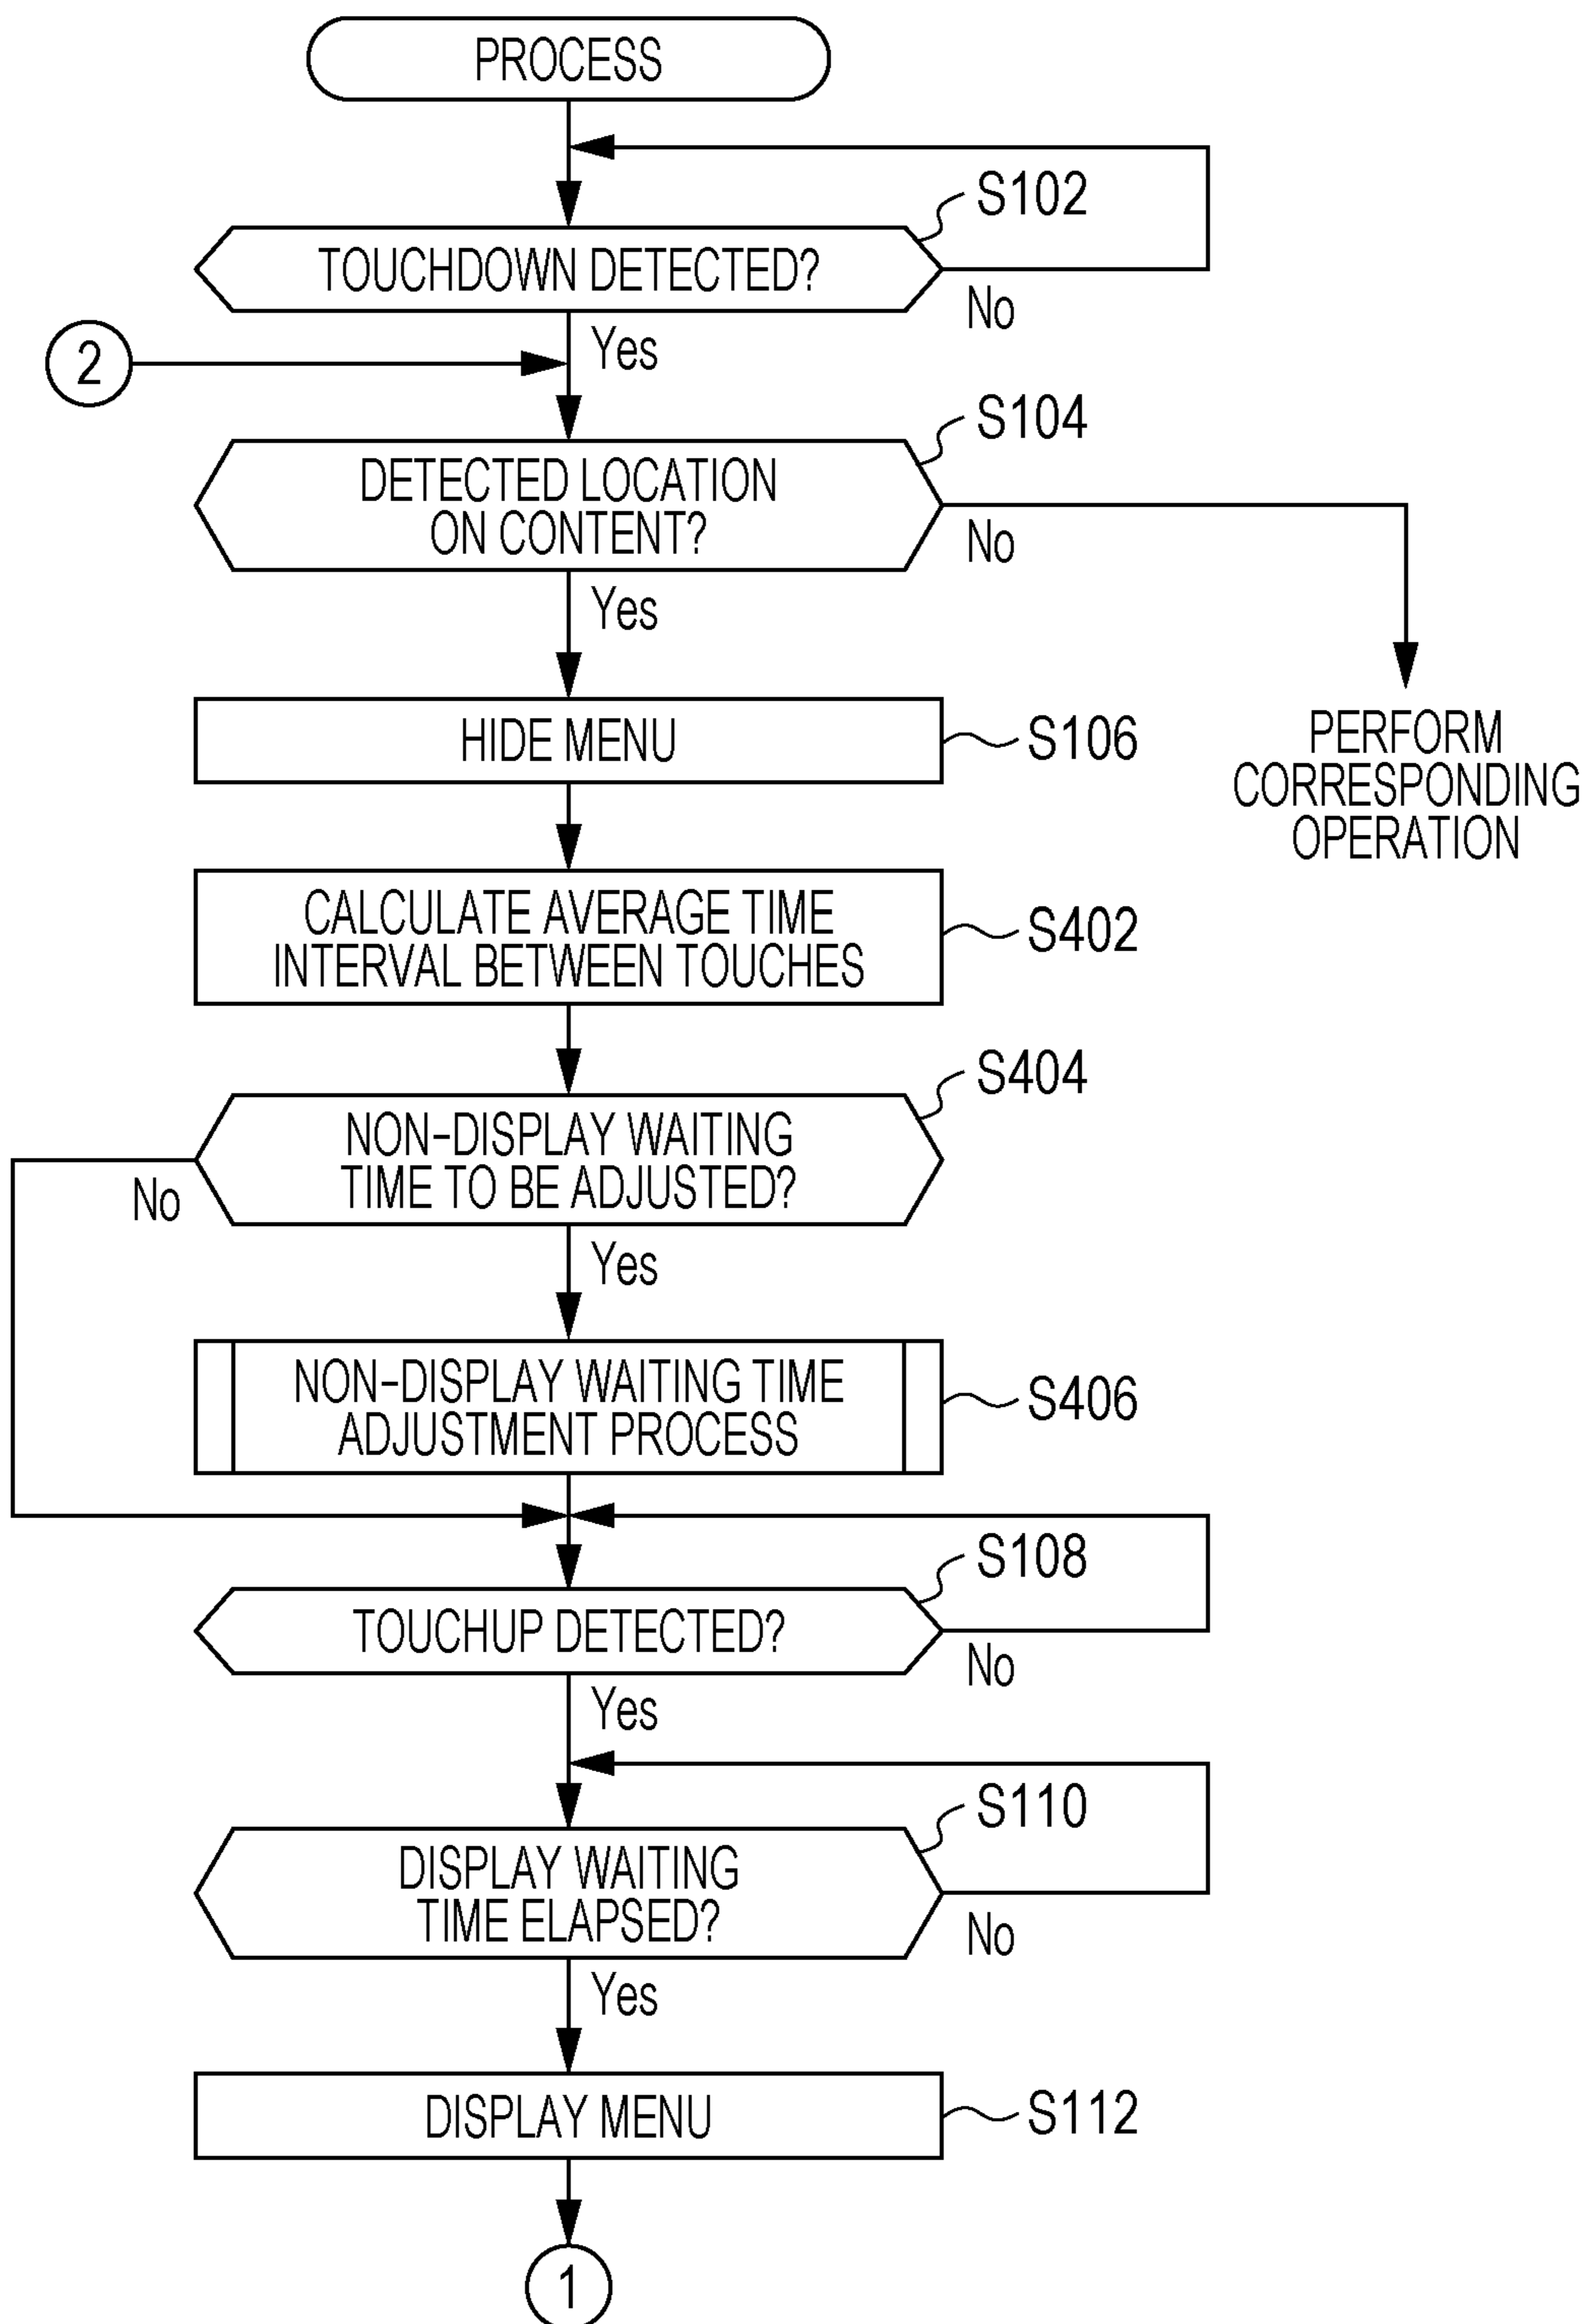 PROCESS
S102
TOUCHDOWN DETECTED?
No
Yes
2
S104
DETECTED LOCATION
ON CONTENT?
No
Yes
HIDE MENU
S106
PERFORM
CORRESPONDING
OPERATION
CALCULATE AVERAGE TIME
INTERVAL BETWEEN TOUCHES
S402
S404
NON-DISPLAY WAITING
TIME TO BE ADJUSTED?
No
Yes
NON-DISPLAY WAITING TIME
ADJUSTMENT PROCESS
S406
S108
TOUCHUP DETECTED?
No
Yes
S110
DISPLAY WAITING
TIME ELAPSED?
No
Yes
DISPLAY MENU
S112
1